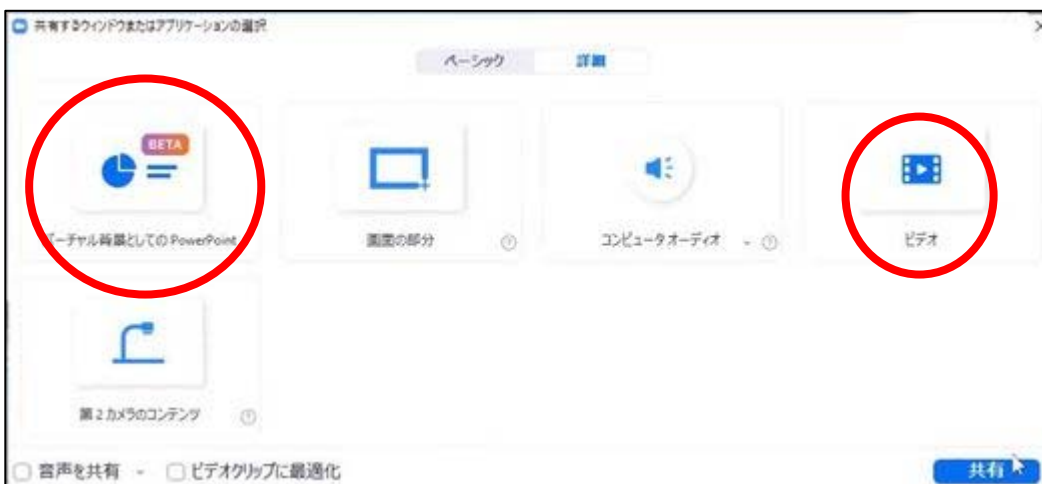 共有するウィンドウまたはアプリケーションの選択
ベーシック
詳細
BETA
バーチャル背景としての PowerPoint
画面の部分
コンピュータオーディオ
ビデオ
第 2 カメラのコンテンツ
音声を共有
ビデオクリップに最適化
共有